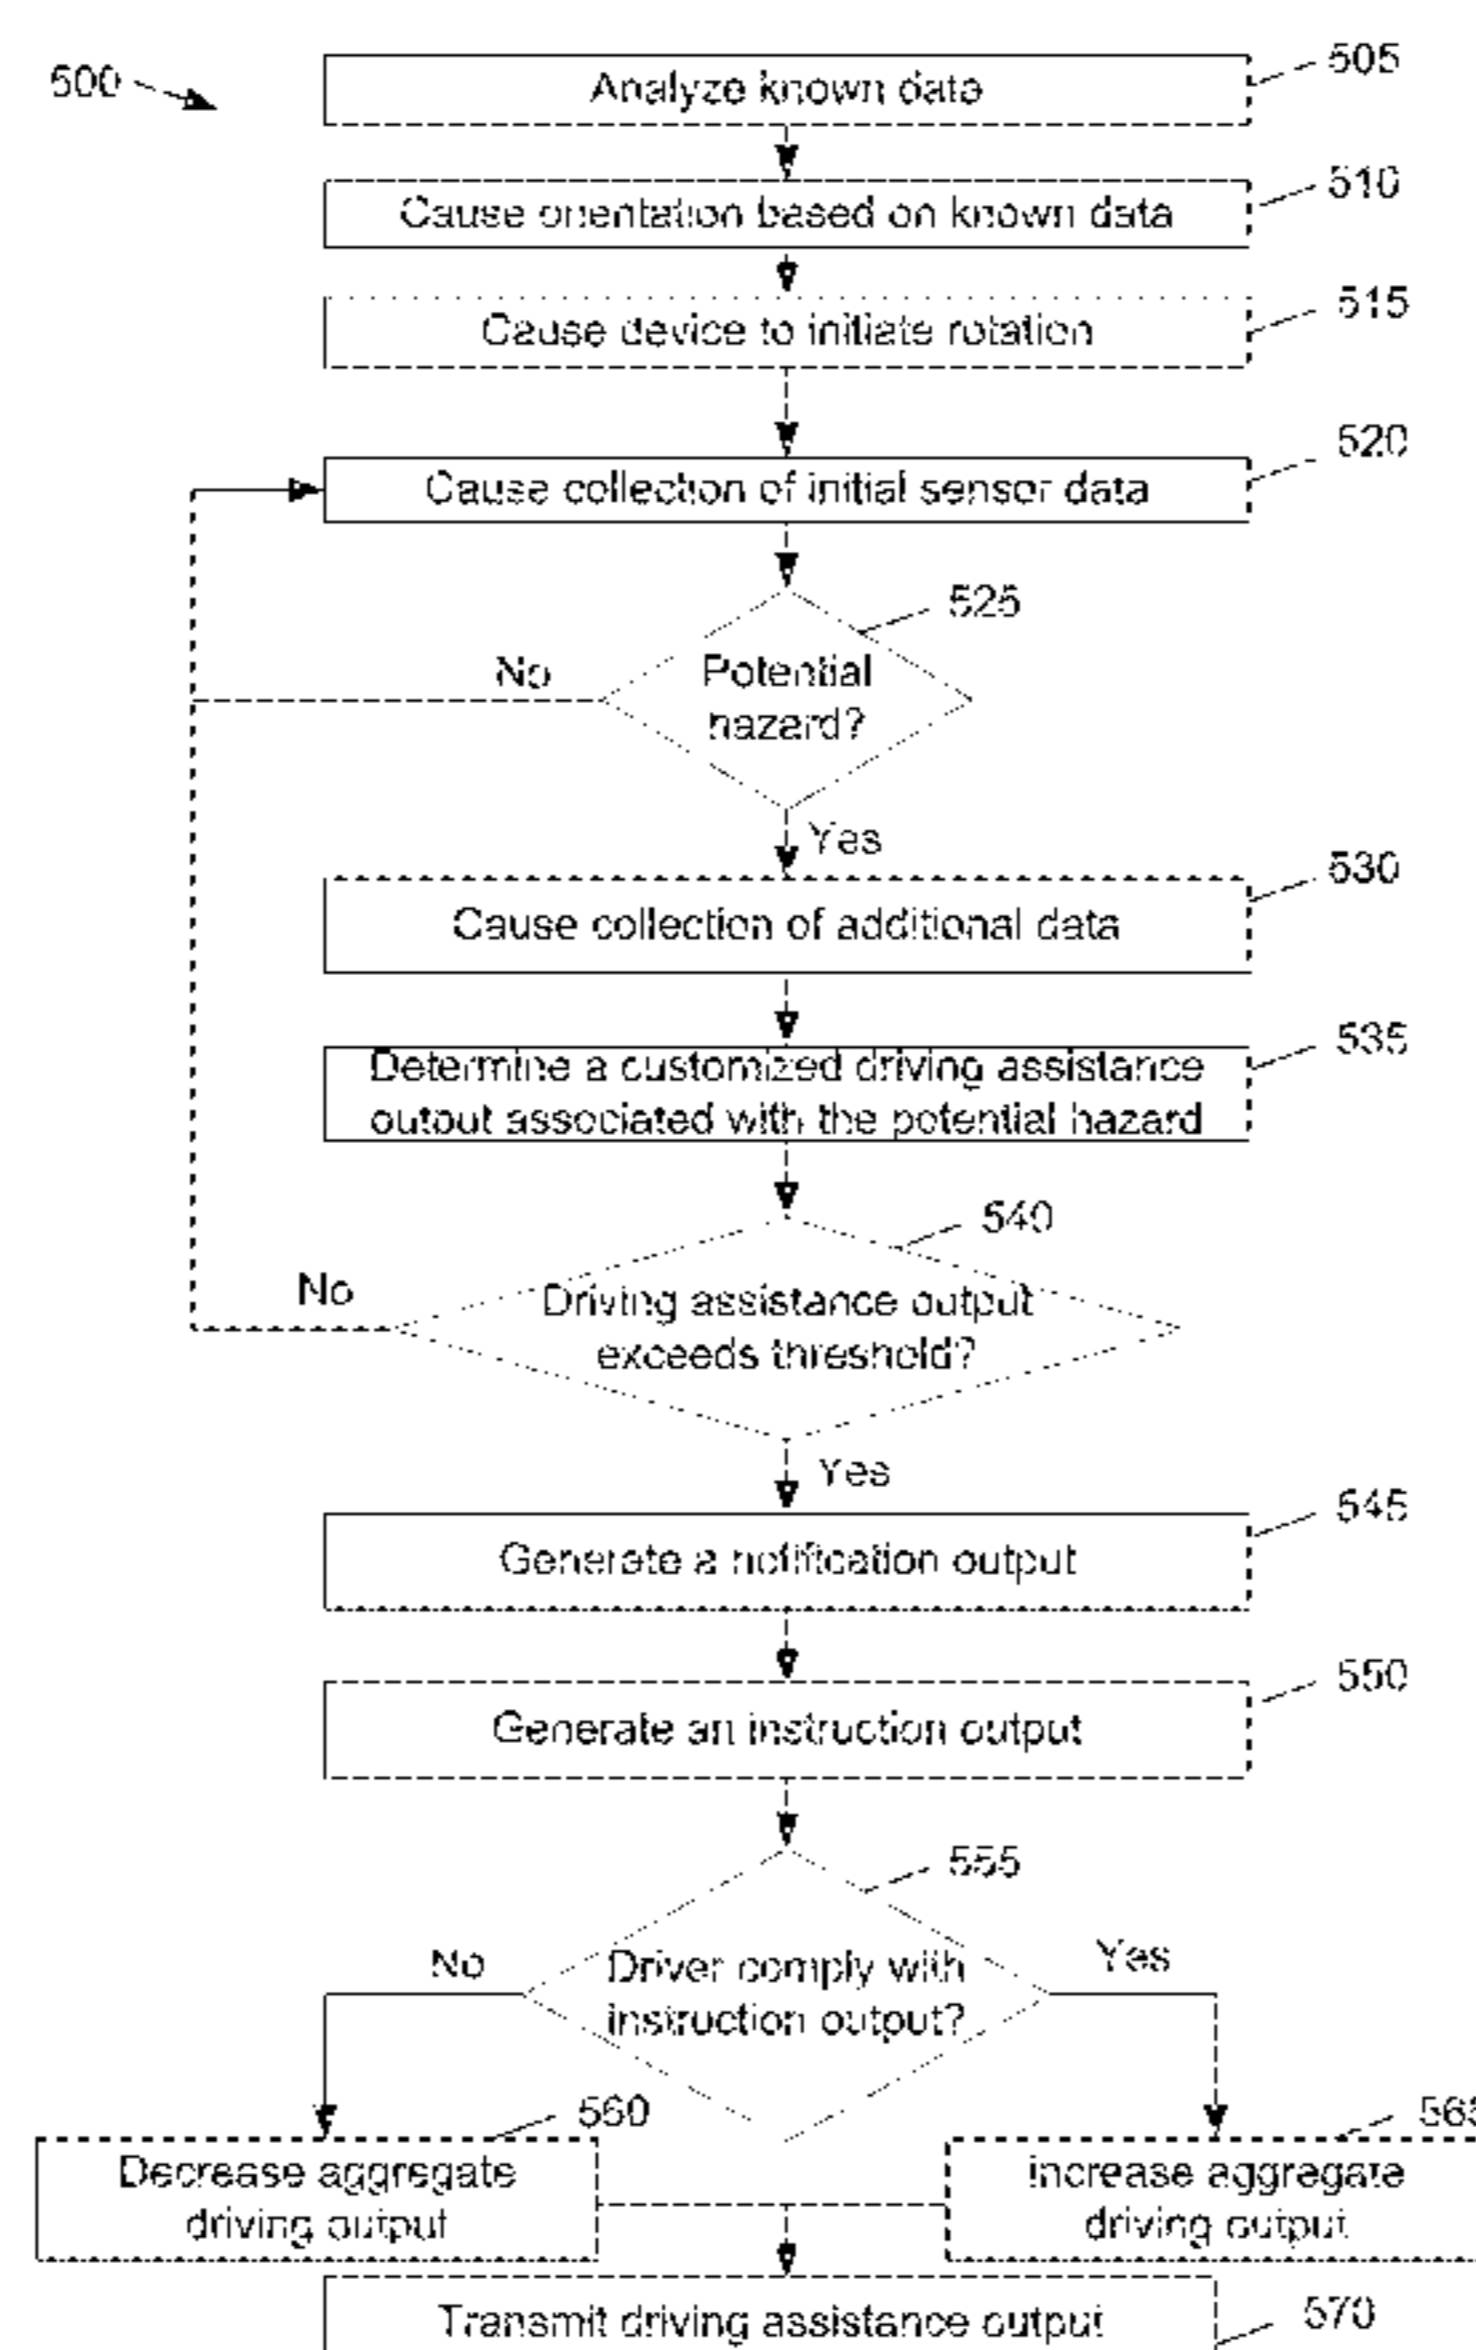 500
Analyze known data
505
Cause orientation based on known data
510
Cause device to initiate rotation
515
Cause collection of initial sensor data
520
525
Potential
hazard?
No
Yes
Cause collection of additional data
530
Determine a customized driving assistance
output associated with the potential hazard
535
540
Driving assistance output
exceeds threshold?
No
Yes
Generate a notification output
545
Generate an instruction output
550
555
Driver comply with
instruction output?
No
Yes
560
Decrease aggregate
driving output
Increase aggregate
driving output
Transmit driving assistance output
570